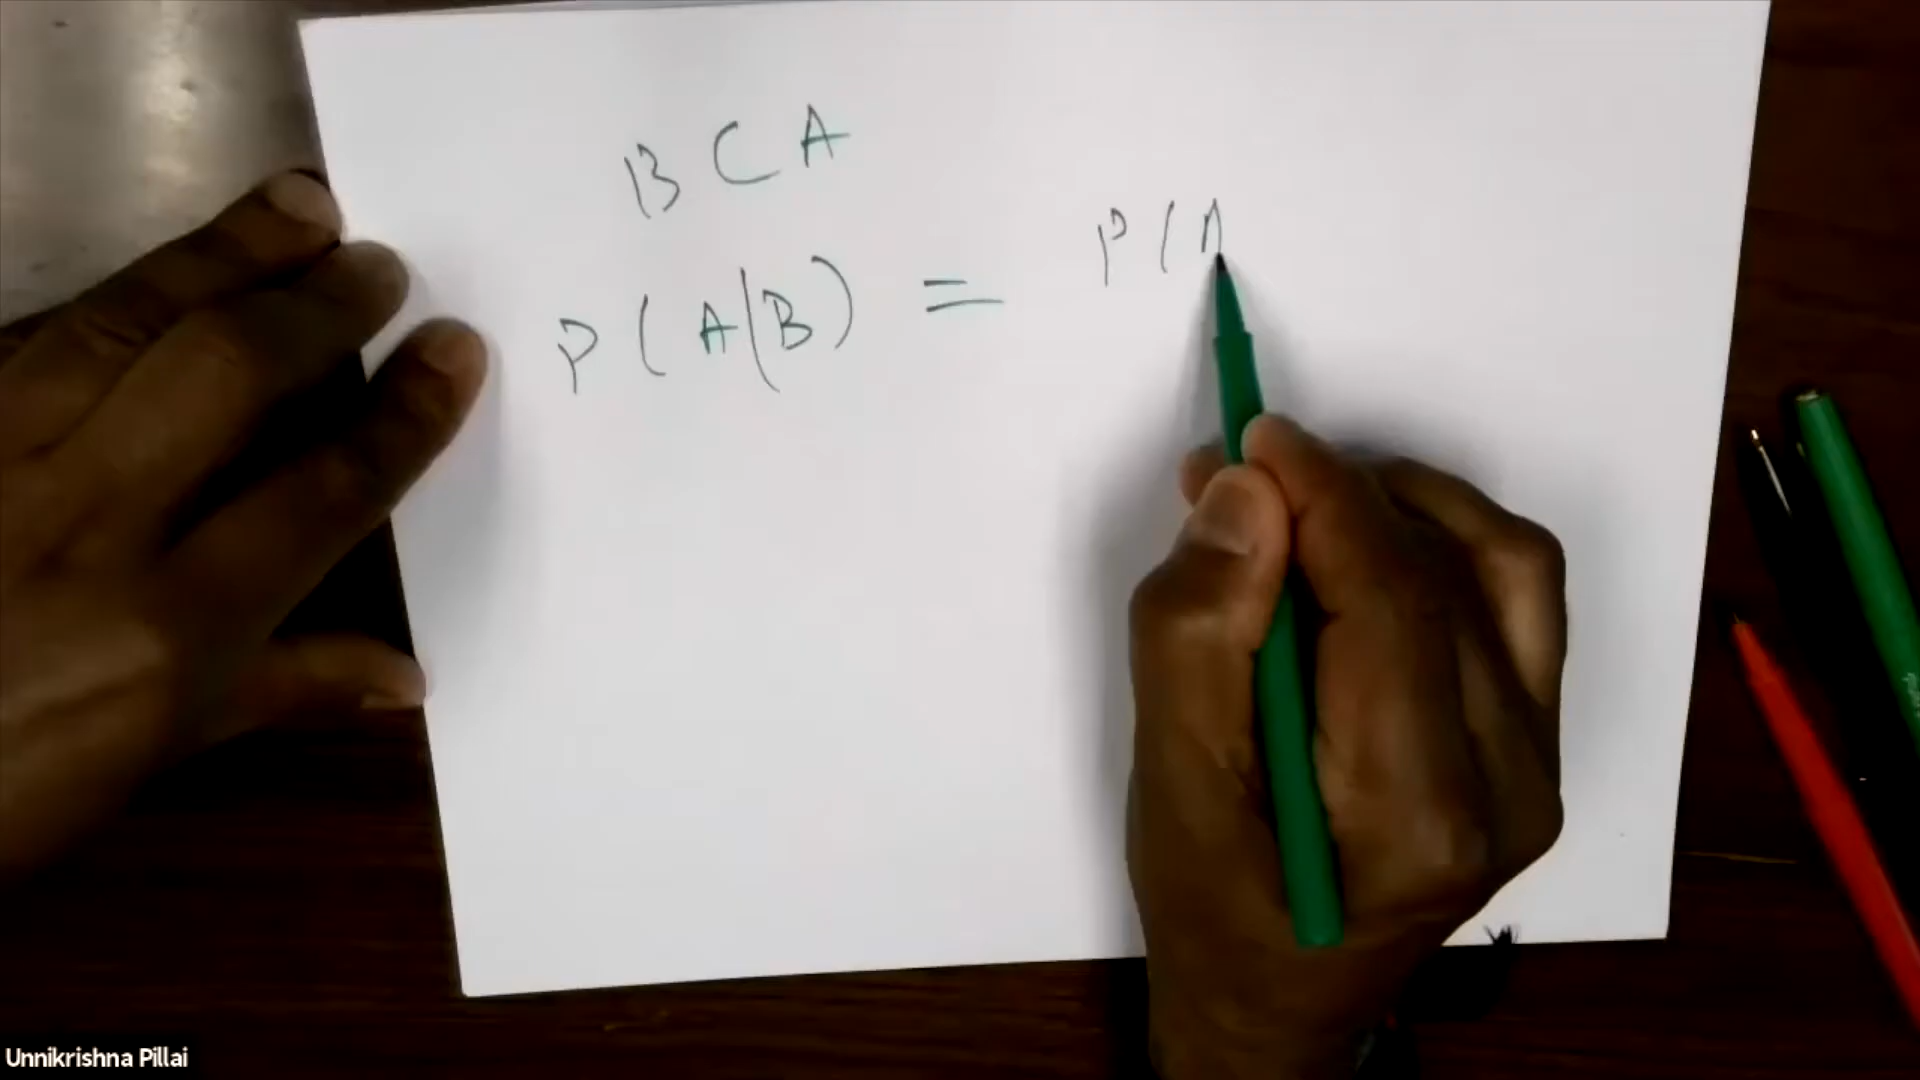 B ⊂ A
P(A|B) = P(A
Unnikrishna Pillai